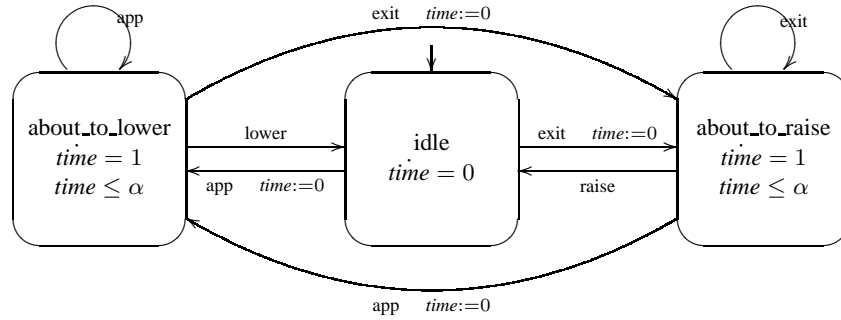 exit time:=0
app
exit
about_to_lower
time = 1
time ≤ α
lower
app time:=0
idle
time = 0
exit time:=0
raise
about_to_raise
time = 1
time ≤ α
app time:=0